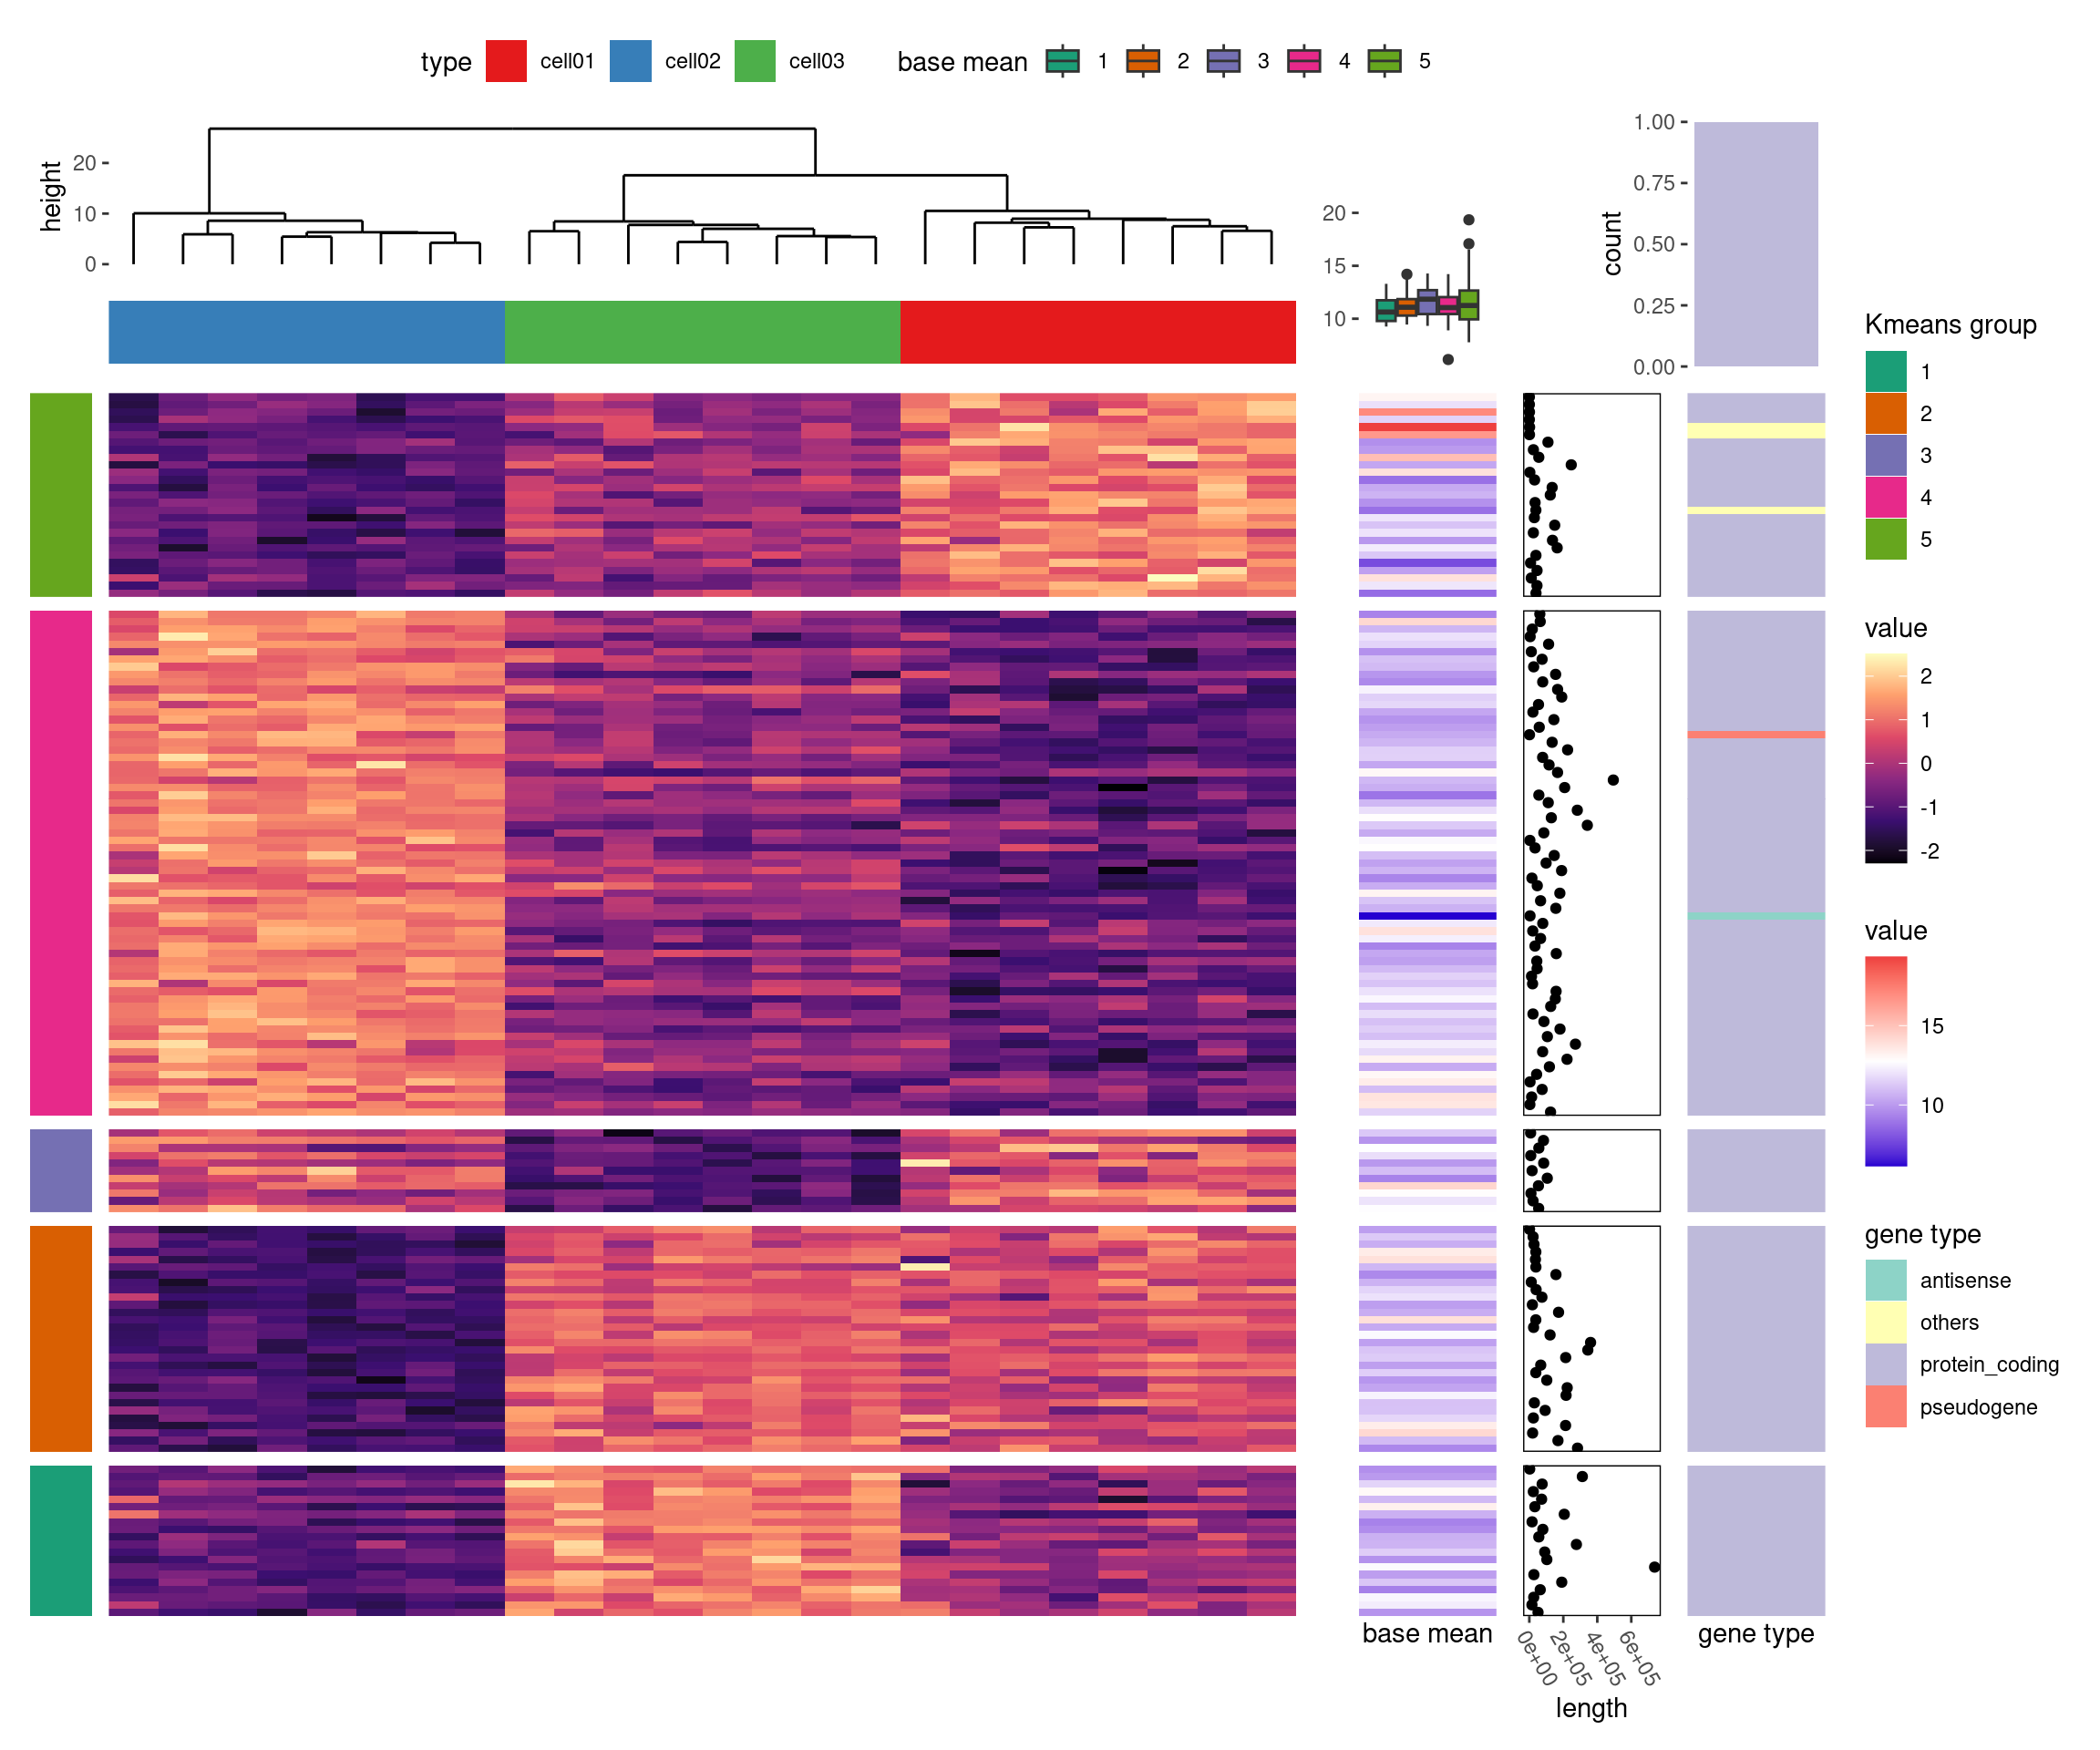 type cell01 cell02 cell03 base mean 1 2 3 4 5
height
20
10
0
20
15
10
count
1.00
0.75
0.50
0.25
0.00
Kmeans group
1
2
3
4
5
value
2
1
0
-1
-2
value
15
10
gene type
antisense
others
protein_coding
pseudogene
base mean
0e+00 2e+05 4e+05 6e+05
length
gene type